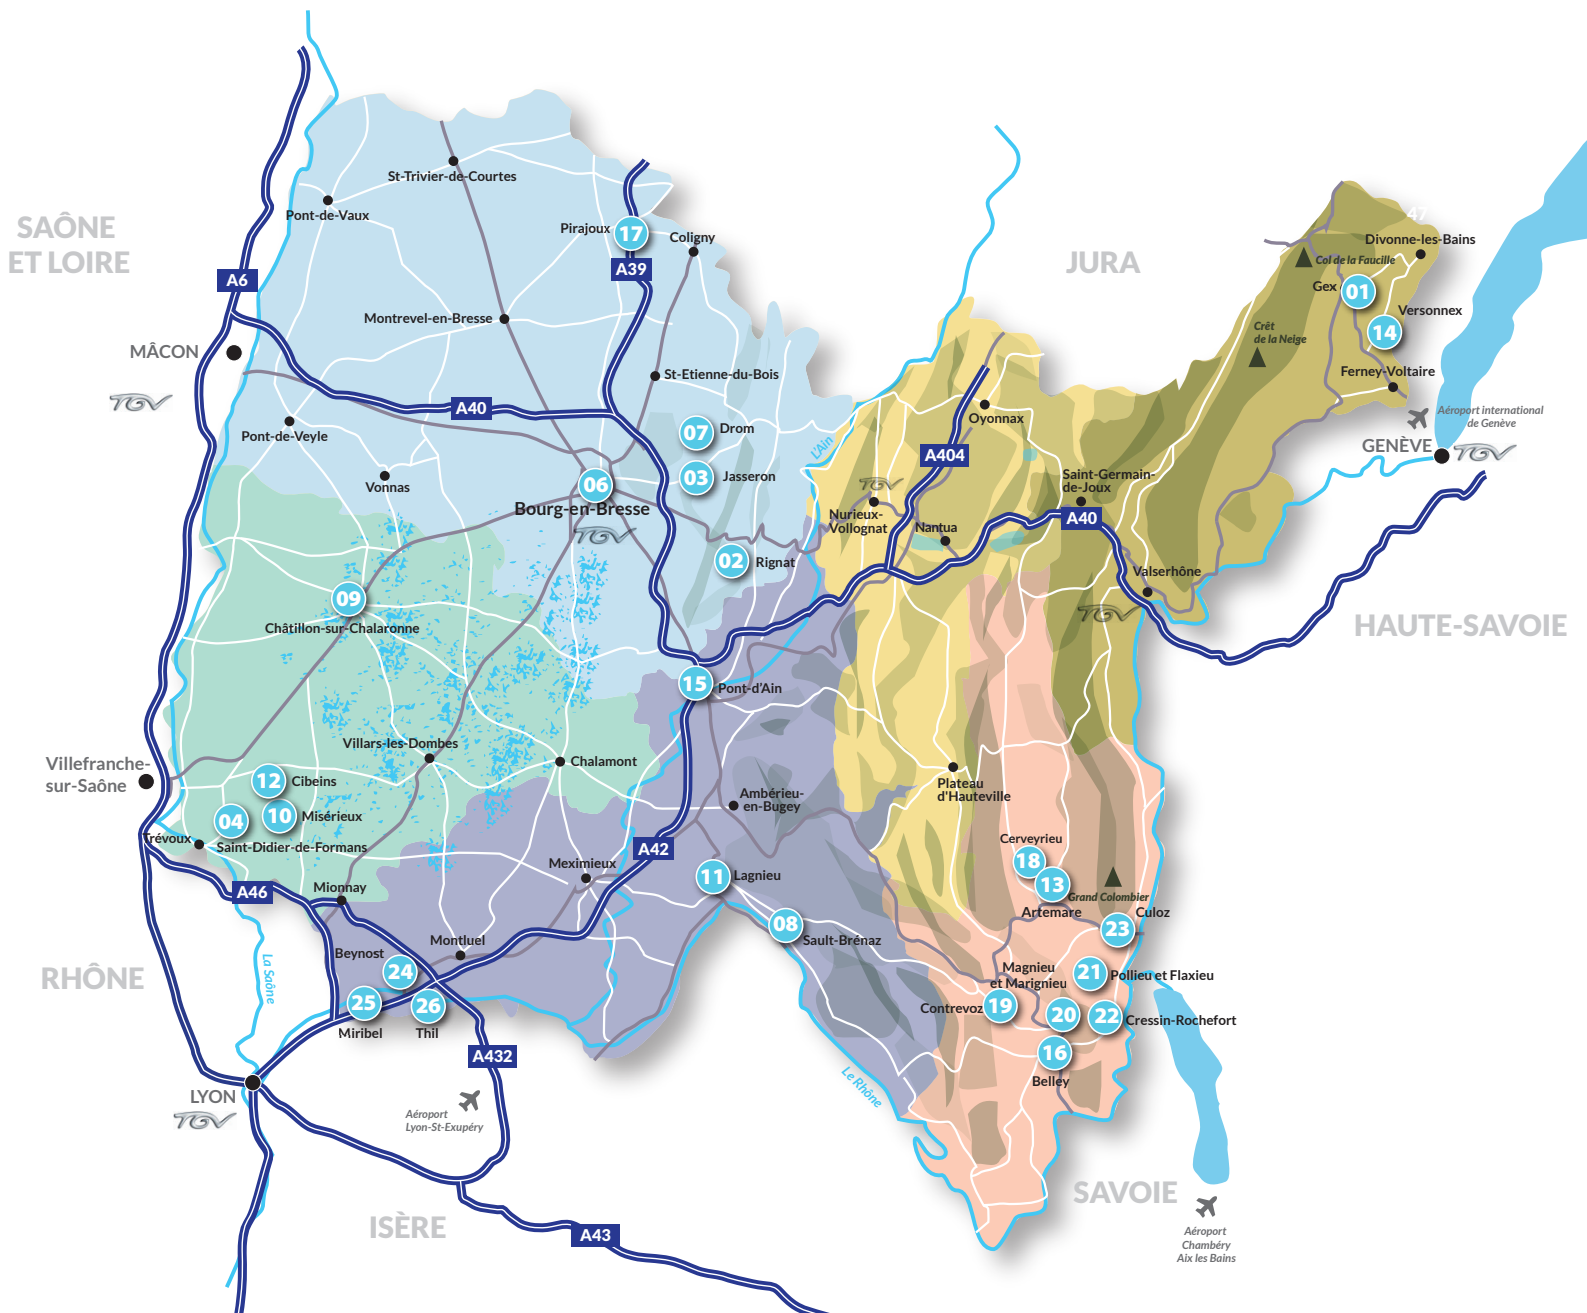 St-Trivier-de-Courtes
Pont-de-Vaux
SAÔNE
ET LOIRE
Pirajoux
17
Coligny
47
Divonne-les-Bains
JURA
Col de la Faucille
A6
A39
Gex
01
Versonnex
14
Montrevel-en-Bresse
Crêt
de la Neige
MÂCON
TGV
St-Etienne-du-Bois
Ferney-Voltaire
A40
Aéroport international
de Genève
Oyonnax
Pont-de-Veyle
07
Drom
L'Ain
GENÈVE
TGV
A404
Vonnas
03
Jasseron
06
Bourg-en-Bresse
TGV
TGV
Saint-Germain-
de-Joux
Nurieux-
Vollognat
Nantua
A40
02
Rignat
Valserhône
TGV
09
Châtillon-sur-Chalaronne
HAUTE-SAVOIE
15
Pont-d'Ain
Villars-les-Dombes
Chalamont
Villefranche-
sur-Saône
12
Cibeins
Plateau
d'Hauteville
Ambérieu-
en-Bugey
04
10
Misérieux
Trévoux
Saint-Didier-de-Formans
A42
Cerveyrieu
18
Meximieux
11
Lagnieu
13
Grand Colombier
A46
Mionnay
Artemare
Culoz
23
08
Sault-Brénaz
Montluel
Beynost
24
RHÔNE
La Saône
Magnieu
et Marignieu
21
Pollieu et Flaxieu
25
26
Miribel
Thil
Contrevoz
19
20
22
Cressin-Rochefort
16
Belley
A432
Le Rhône
LYON
TGV
Aéroport
Lyon-St-Exupéry
SAVOIE
ISÈRE
A43
Aéroport
Chambéry
Aix les Bains